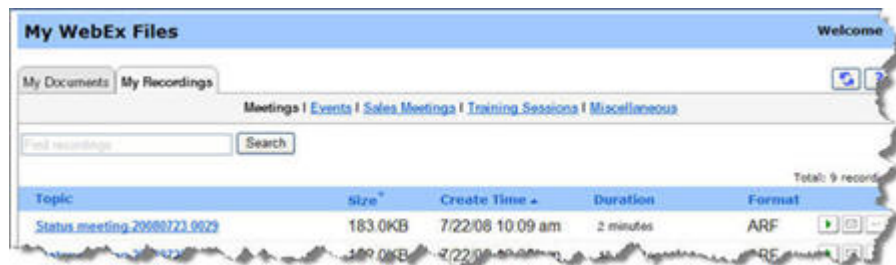 My WebEx Files Welcome
My Documents My Recordings ?
Meetings | Events | Sales Meetings | Training Sessions | Miscellaneous
Find recordings Search
Total: 9 record
Topic Size* Create Time Duration Format
Status meeting 20080723 0029 183.0KB 7/22/08 10:09 am 2 minutes ARF